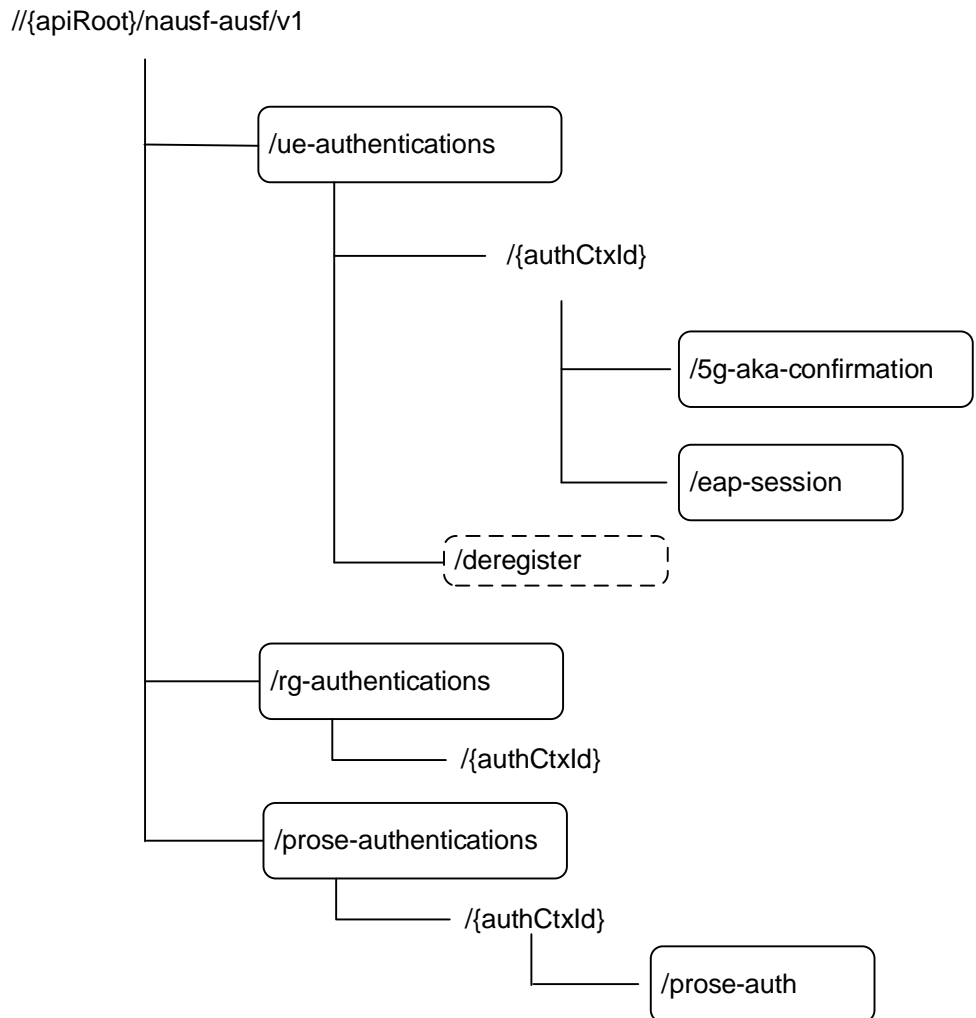 //{apiRoot}/nausf-ausf/v1
/ue-authentications
/{authCtxId}
/5g-aka-confirmation
/eap-session
/deregister
/rg-authentications
/{authCtxId}
/prose-authentications
/{authCtxId}
/prose-auth